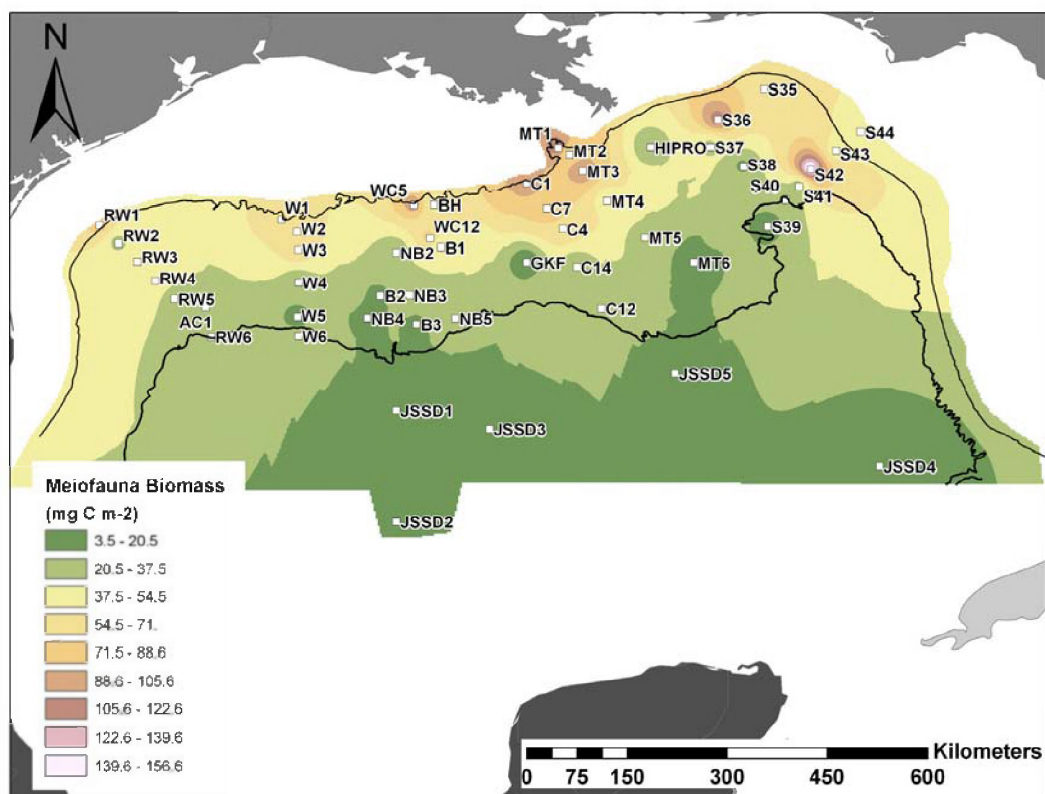 N
S35
S36
MT1
S44
MT2
HIPRO
S37
S43
MT3
S38
S42
C1
WC5
S40
S41
BH
MT4
W1
C7
RW1
W2
C4
S39
WC12
RW2
MT5
W3
NB2
B1
RW3
GKF
C14
MT6
RW4
W4
RW5
B2
NB3
AC1
C12
W5
NB4
B3
NB5
RW6
W6
JSSD5
JSSD1
JSSD3
JSSD4
Meiofauna Biomass
(mg C m-2)
JSSD2
3.5 - 20.5
20.5 - 37.5
37.5 - 54.5
54.5 - 71.
71.5 - 88.6
88.6 - 105.6
105.6 - 122.6
122.6 - 139.6
139.6 - 156.6
Kilometers
0 75 150 300 450 600